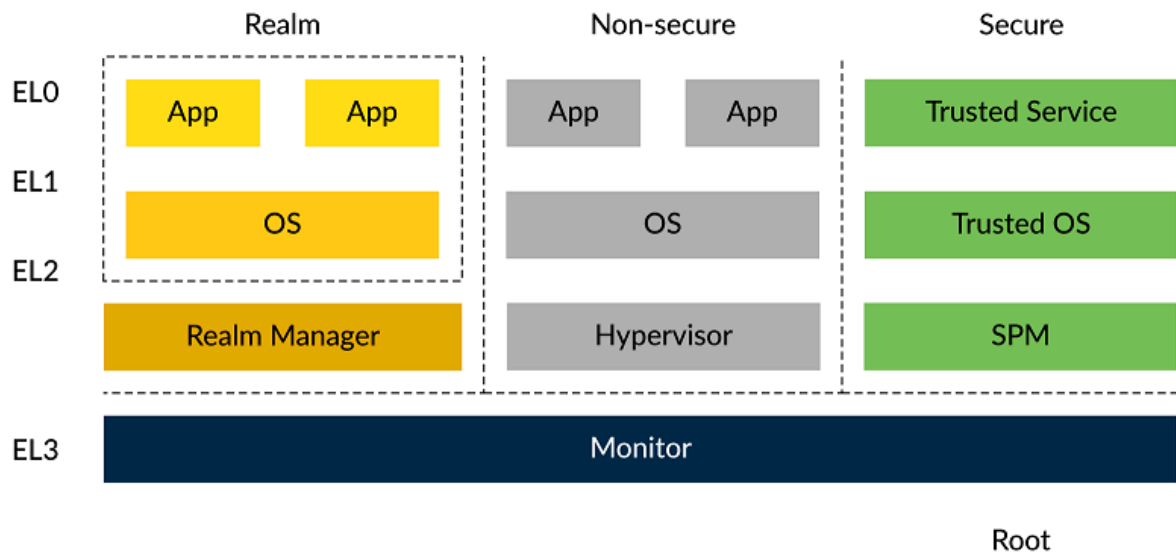 Realm Non-secure Secure
EL0
App App App App Trusted Service
EL1
OS OS Trusted OS
EL2
Realm Manager Hypervisor SPM
EL3 Monitor
Root